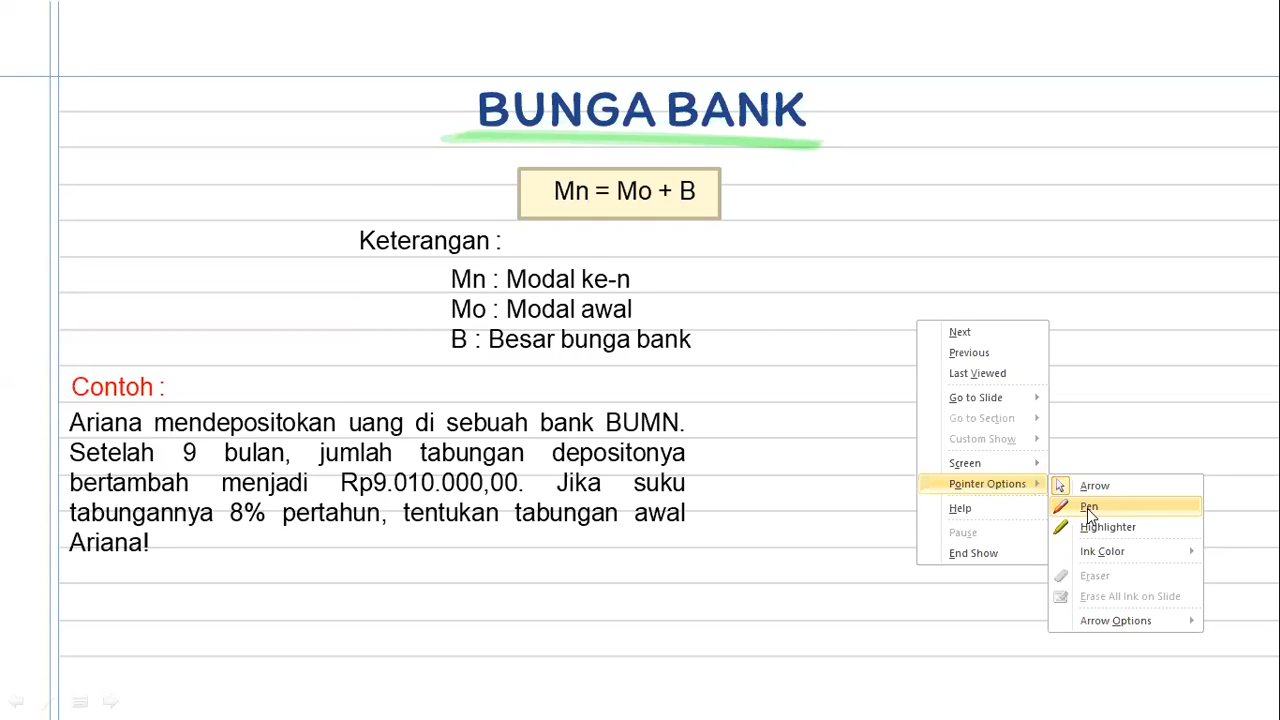 BUNGA BANK
Mn = Mo + B
Keterangan :
Mn : Modal ke-n
Mo : Modal awal
B : Besar bunga bank
Contoh :
Ariana mendepositokan uang di sebuah bank BUMN.
Setelah 9 bulan, jumlah tabungan depositonya
bertambah menjadi Rp9.010.000,00. Jika suku
tabungannya 8% pertahun, tentukan tabungan awal
Ariana!
Next
Previous
Last Viewed
Go to Slide
Go to Section
Custom Show
Screen
Pointer Options
Help
Pause
End Show
Arrow
Pen
Highlighter
Ink Color
Eraser
Erase All Ink on Slide
Arrow Options